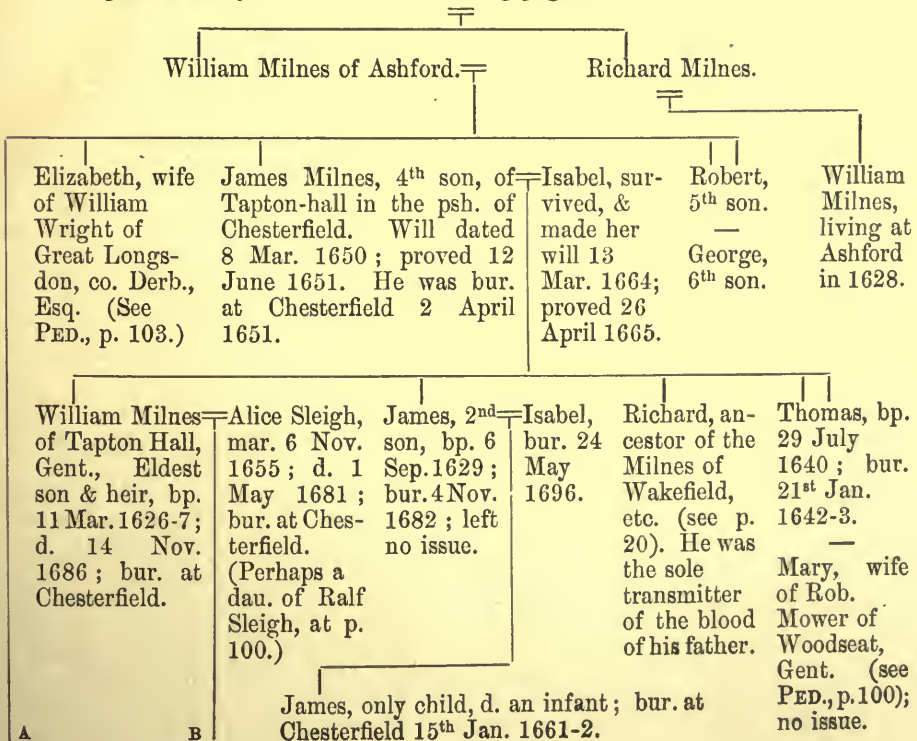 William Milnes of Ashford.
Richard Milnes.
Elizabeth, wife
of William
Wright of
Great Longs-
don, co. Derb.,
Esq. (See
PED., p. 103.)
James Milnes, 4th son, of
Tapton-hall in the psh. of
Chesterfield. Will dated
8 Mar. 1650 ; proved 12
June 1651. He was bur.
at Chesterfield 2 April
1651.
Isabel, sur-
vived, &
made her
will 13
Mar. 1664;
proved 26
April 1665.
Robert,
5th son.
—
George,
6th son.
William
Milnes,
living at
Ashford
in 1628.
William Milnes
of Tapton Hall,
Gent., Eldest
son & heir, bp.
11 Mar. 1626-7;
d. 14 Nov.
1686 ; bur. at
Chesterfield.
Alice Sleigh,
mar. 6 Nov.
1655 ; d. 1
May 1681 ;
bur. at Ches-
terfield.
(Perhaps a
dau. of Ralf
Sleigh, at p.
100.)
James, 2nd
son, bp. 6
Sep. 1629 ;
bur. 4 Nov.
1682 ; left
no issue.
Isabel,
bur. 24
May
1696.
Richard, an-
cestor of the
Milnes of
Wakefield,
etc. (see p.
20). He was
the sole
transmitter
of the blood
of his father.
Thomas, bp.
29 July
1640 ; bur.
21st Jan.
1642-3.
—
Mary, wife
of Rob.
Mower of
Woodseat,
Gent. (see
PED., p. 100);
no issue.
James, only child, d. an infant ; bur. at
Chesterfield 15th Jan. 1661-2.
A B